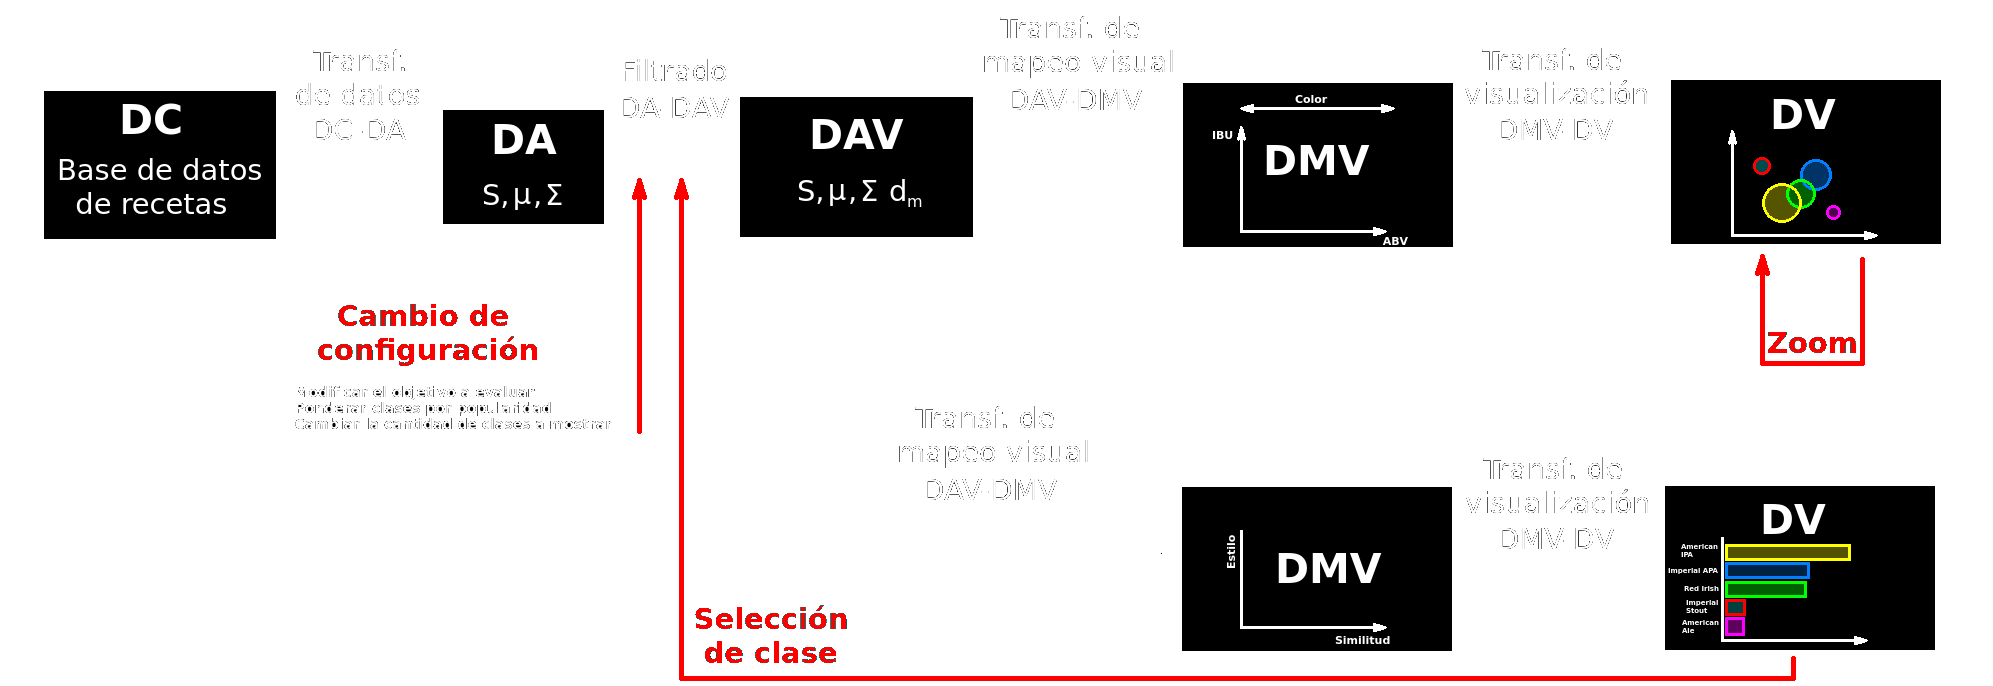 DC
Base de datos
de recetas
Transf.
de datos
DC-DA
DA
S, μ, Σ
Filtrado
DA-DAV
DAV
S, μ, Σ dm
Transf. de
mapeo visual
DAV-DMV
Color
IBU
DMV
ABV
Transf. de
visualización
DMV-DV
DV
Zoom
Cambio de
configuración
Modificar el objetivo a evaluar
Ponderar clases por popularidad
Cambiar la cantidad de clases a mostrar
Transf. de
mapeo visual
DAV-DMV
Estilo
DMV
Similitud
Transf. de
visualización
DMV-DV
DV
American
IPA
Imperial APA
Red Irish
Imperial
Stout
American
Ale
Selección
de clase